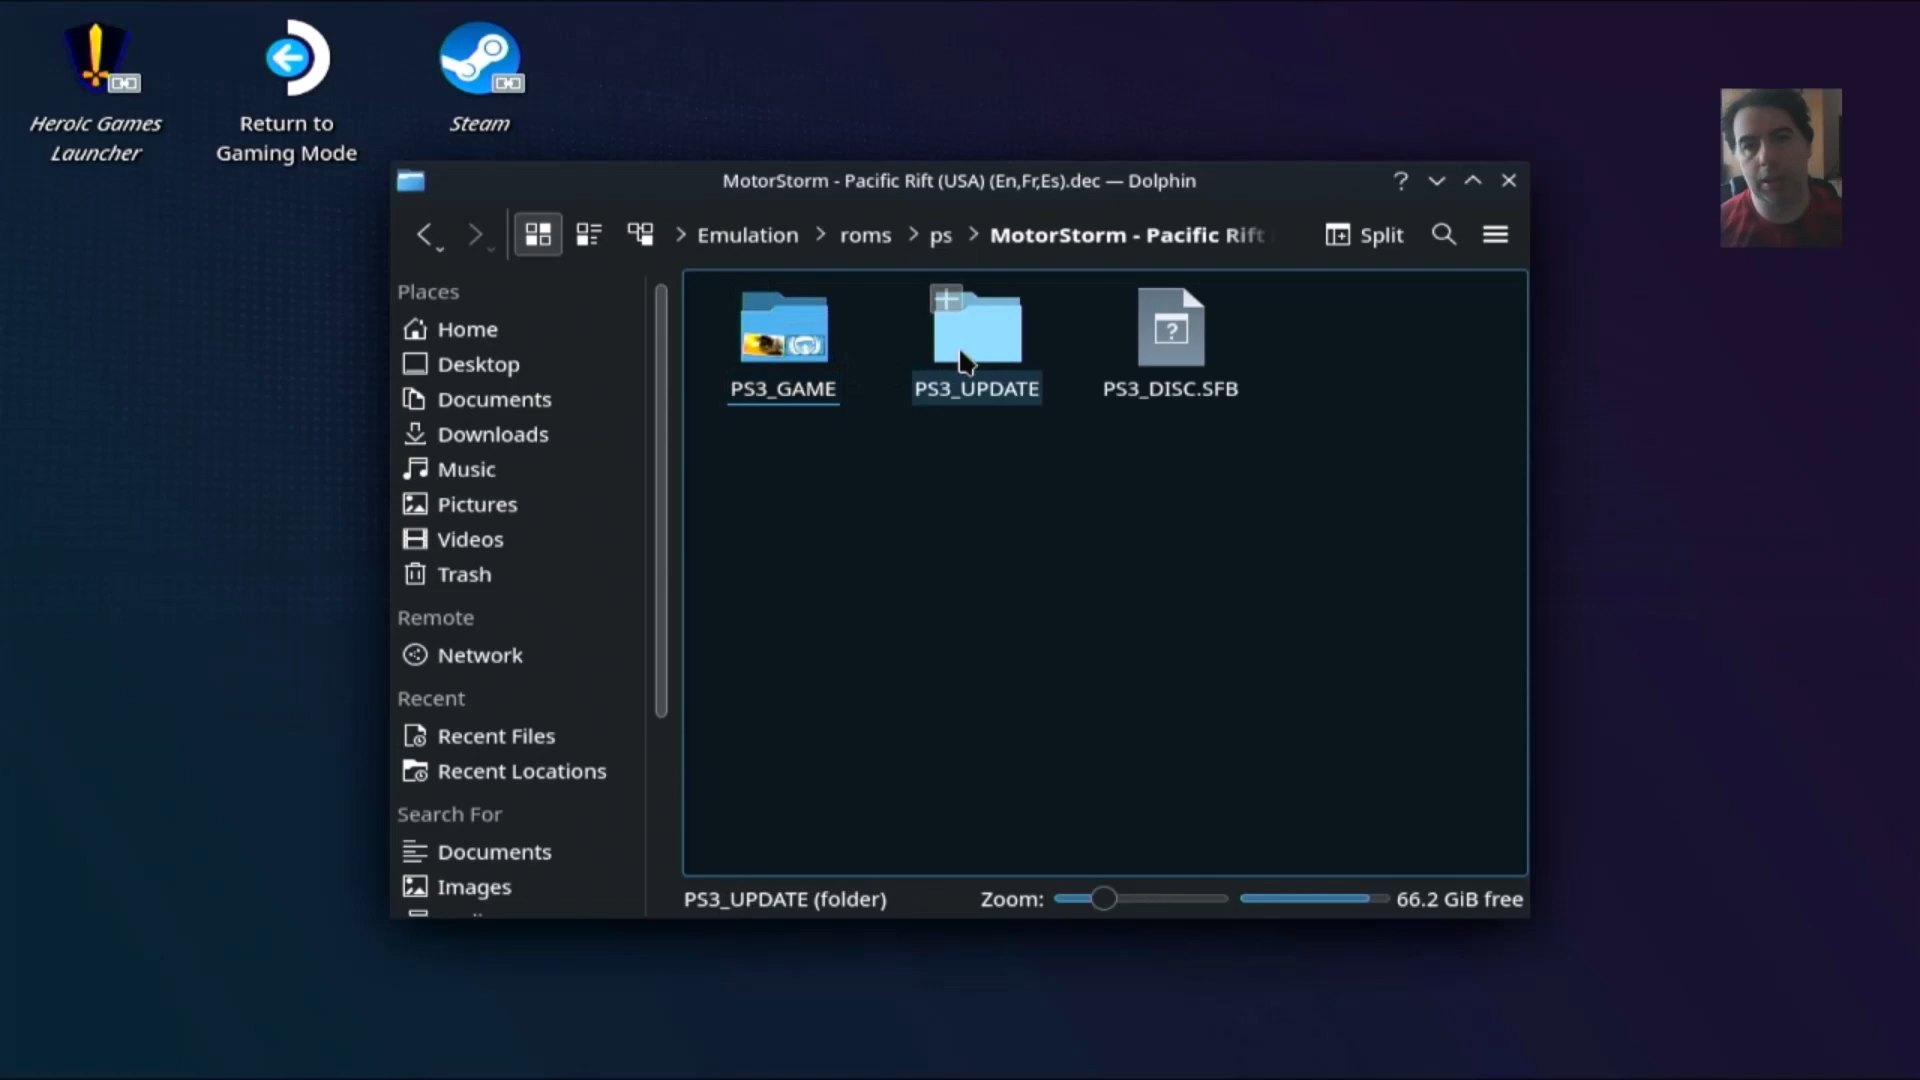 Heroic Games
Launcher
Return to
Gaming Mode
Steam
MotorStorm - Pacific Rift (USA) (En,Fr,Es).dec — Dolphin
Emulation
roms
ps
MotorStorm - Pacific Rift
Split
Places
Home
Desktop
Documents
Downloads
Music
Pictures
Videos
Trash
Remote
Network
Recent
Recent Files
Recent Locations
Search For
Documents
Images
PS3_GAME
PS3_UPDATE
PS3_DISC.SFB
PS3_UPDATE (folder)
Zoom:
66.2 GiB free